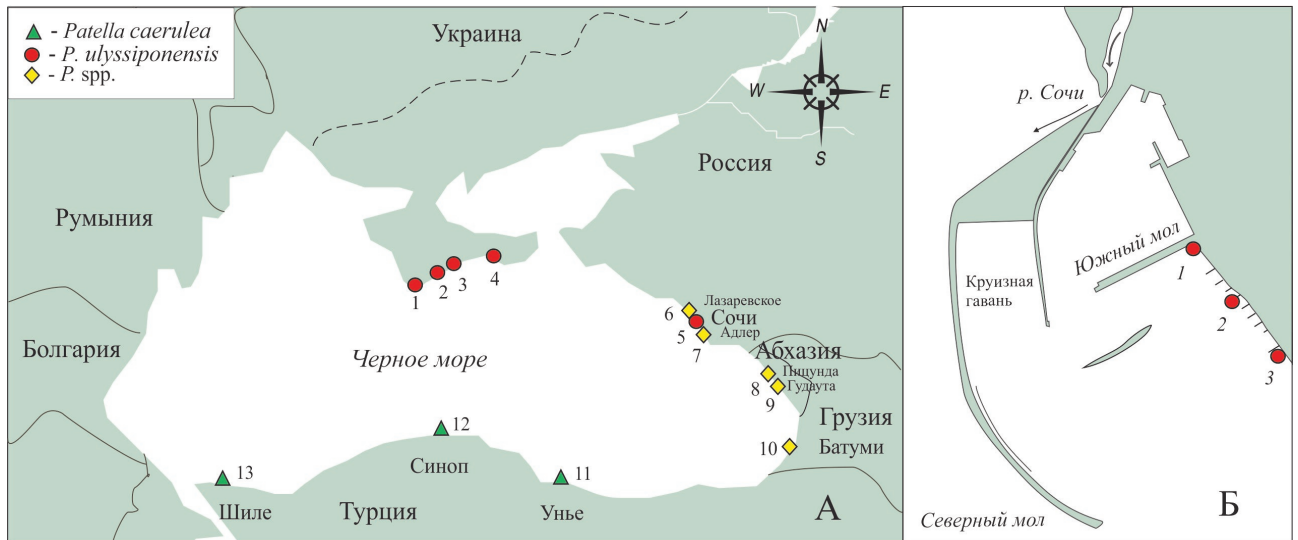 - Patella caerulea
- P. ulyssiponensis
- P. spp.
Украина
N
W
E
S
Россия
Румыния
Болгария
Черное море
1
2
3
4
Лазаревское
6
Сочи
5
Адлер
7
Абхазия
Пицунда
8
Гудаута
9
Грузия
10
Батуми
12
Синоп
13
11
Шиле
Турция
Унье
А
р. Сочи
Южный мол
Круизная
гавань
1
2
3
Северный мол
Б